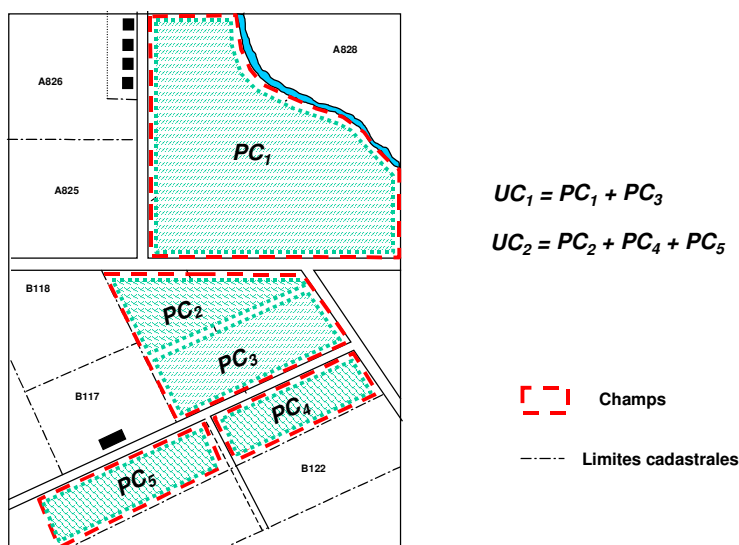 A826
A828
PC1
A825
UC1 = PC1 + PC3
UC2 = PC2 + PC4 + PC5
B118
PC2
PC3
B117
PC4
Champs
PC5
B122
Limites cadastrales